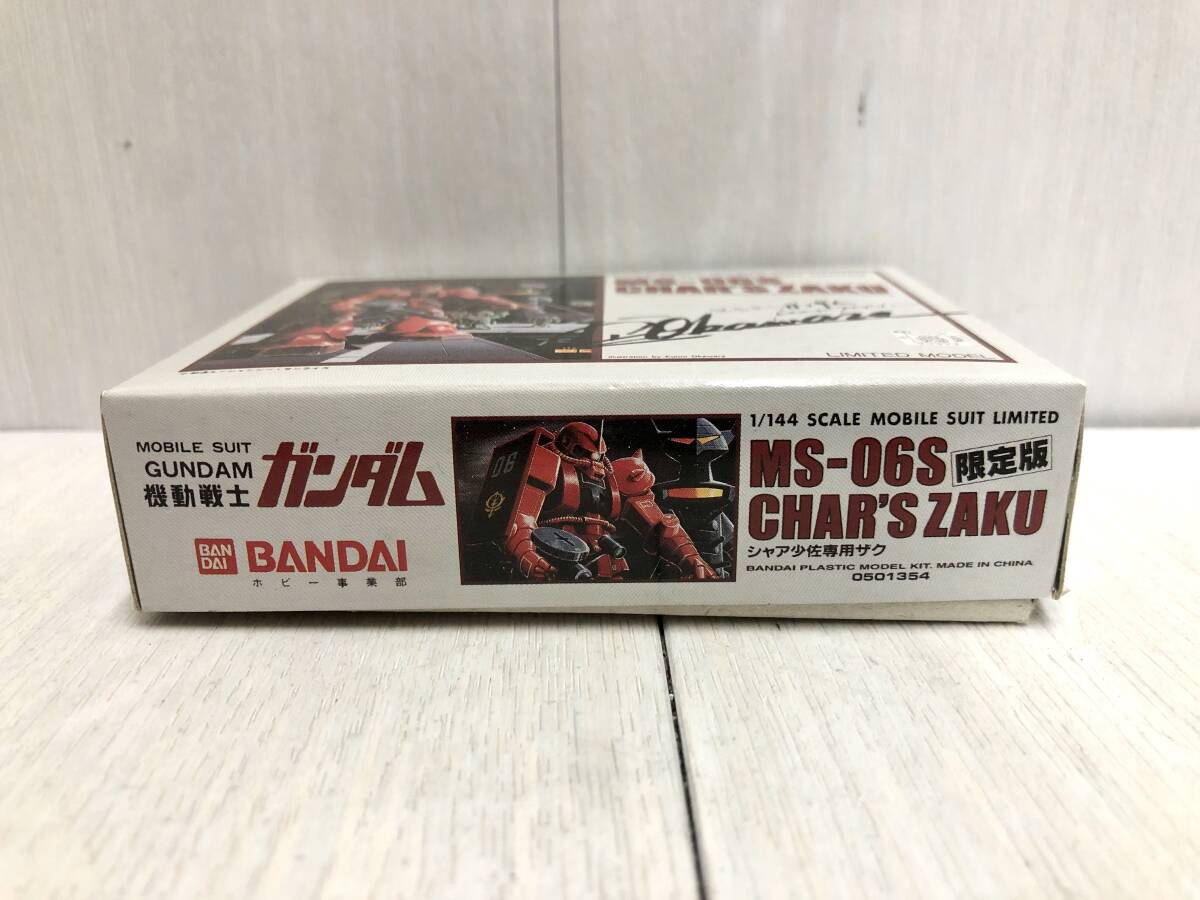 MS-06S
CHAR'S ZAKU
LIMITED MODEL
1/144 SCALE MOBILE SUIT LIMITED
MOBILE SUIT
GUNDAM
機動戦士
ガンダム
06
MS-06S 限定版
CHAR'S ZAKU
シャア少佐専用ザク
BAN
DAI
BANDAI
ホビー事業部
BANDAI PLASTIC MODEL KIT. MADE IN CHINA
0501354